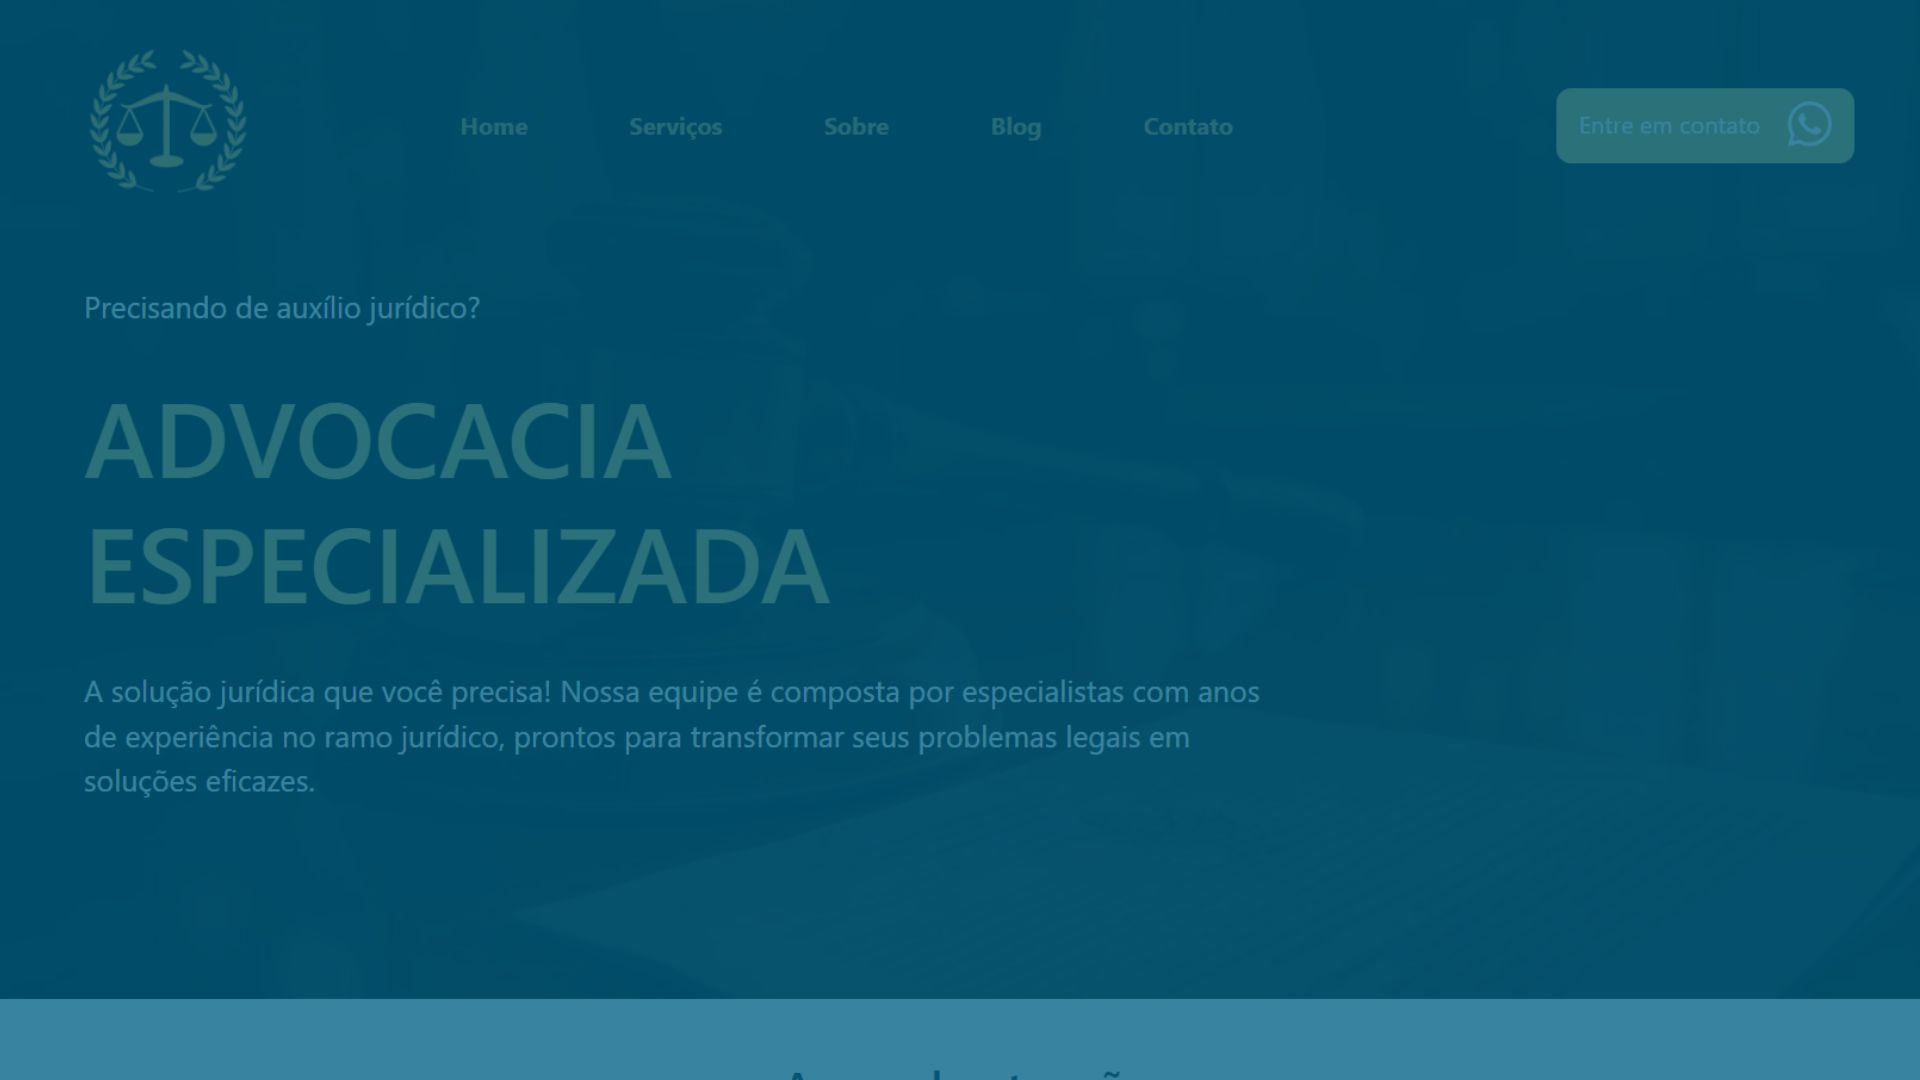 Home
Serviços
Sobre
Blog
Contato
Entre em contato
Precisando de auxílio jurídico?
ADVOCACIA
ESPECIALIZADA
A solução jurídica que você precisa! Nossa equipe é composta por especialistas com anos
de experiência no ramo jurídico, prontos para transformar seus problemas legais em
soluções eficazes.